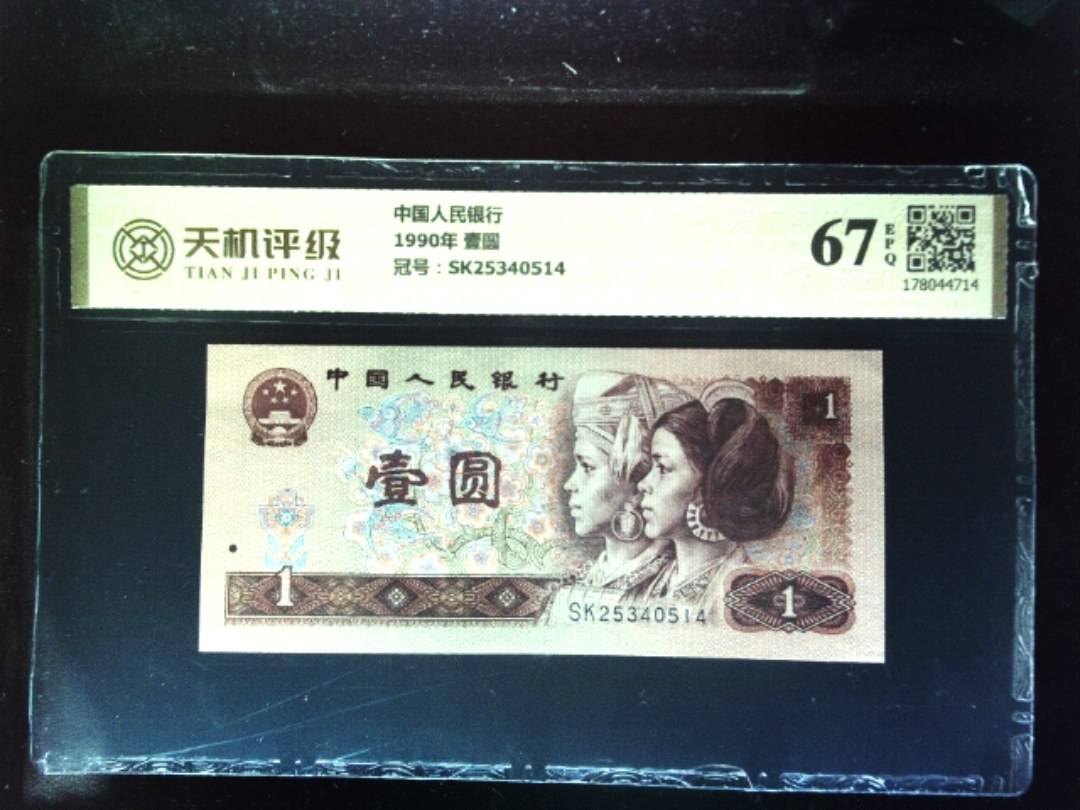 天机评级
TIAN JI PING JI
中国人民银行
1990年 壹圆
冠号：SK25340514
67
EPQ
178044714
中国人民银行
1
壹圆
1
SK25340514
1